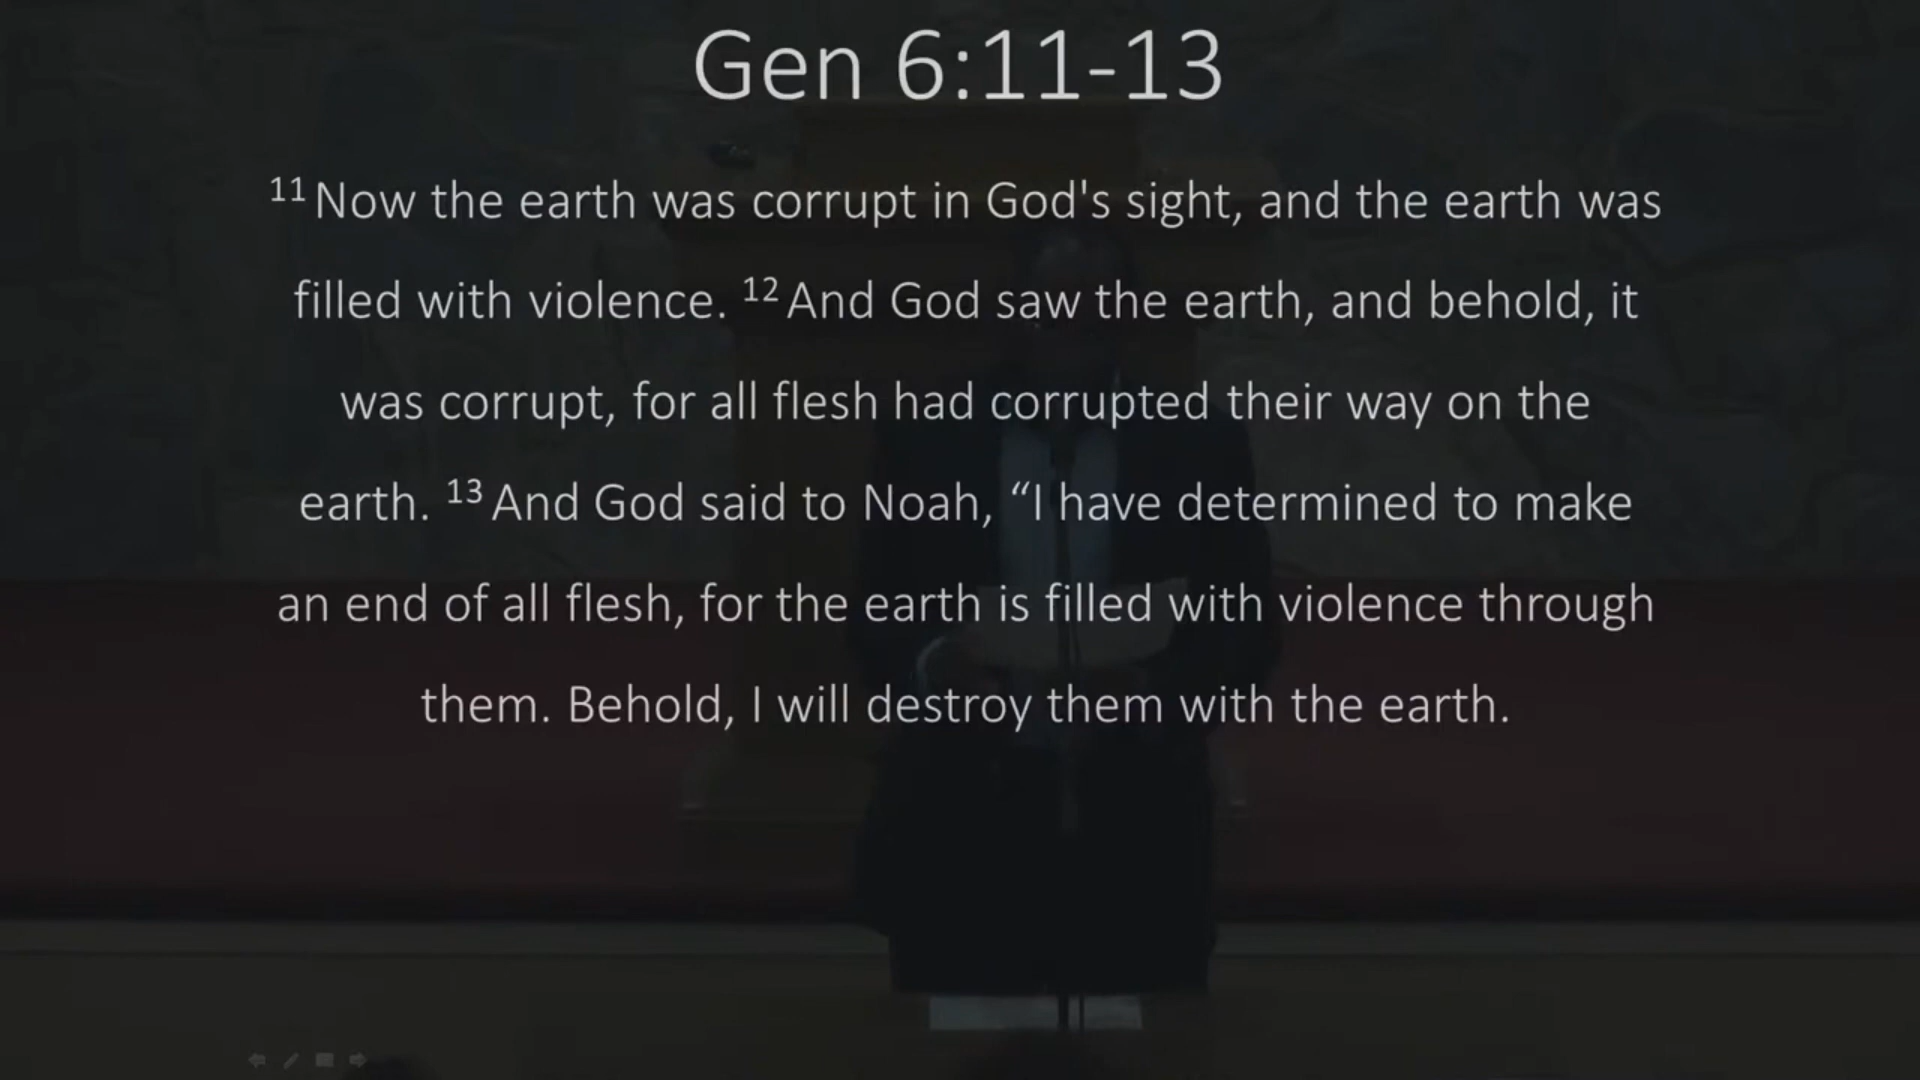 Gen 6:11-13
11 Now the earth was corrupt in God's sight, and the earth was
filled with violence. 12 And God saw the earth, and behold, it
was corrupt, for all flesh had corrupted their way on the
earth. 13 And God said to Noah, “I have determined to make
an end of all flesh, for the earth is filled with violence through
them. Behold, I will destroy them with the earth.